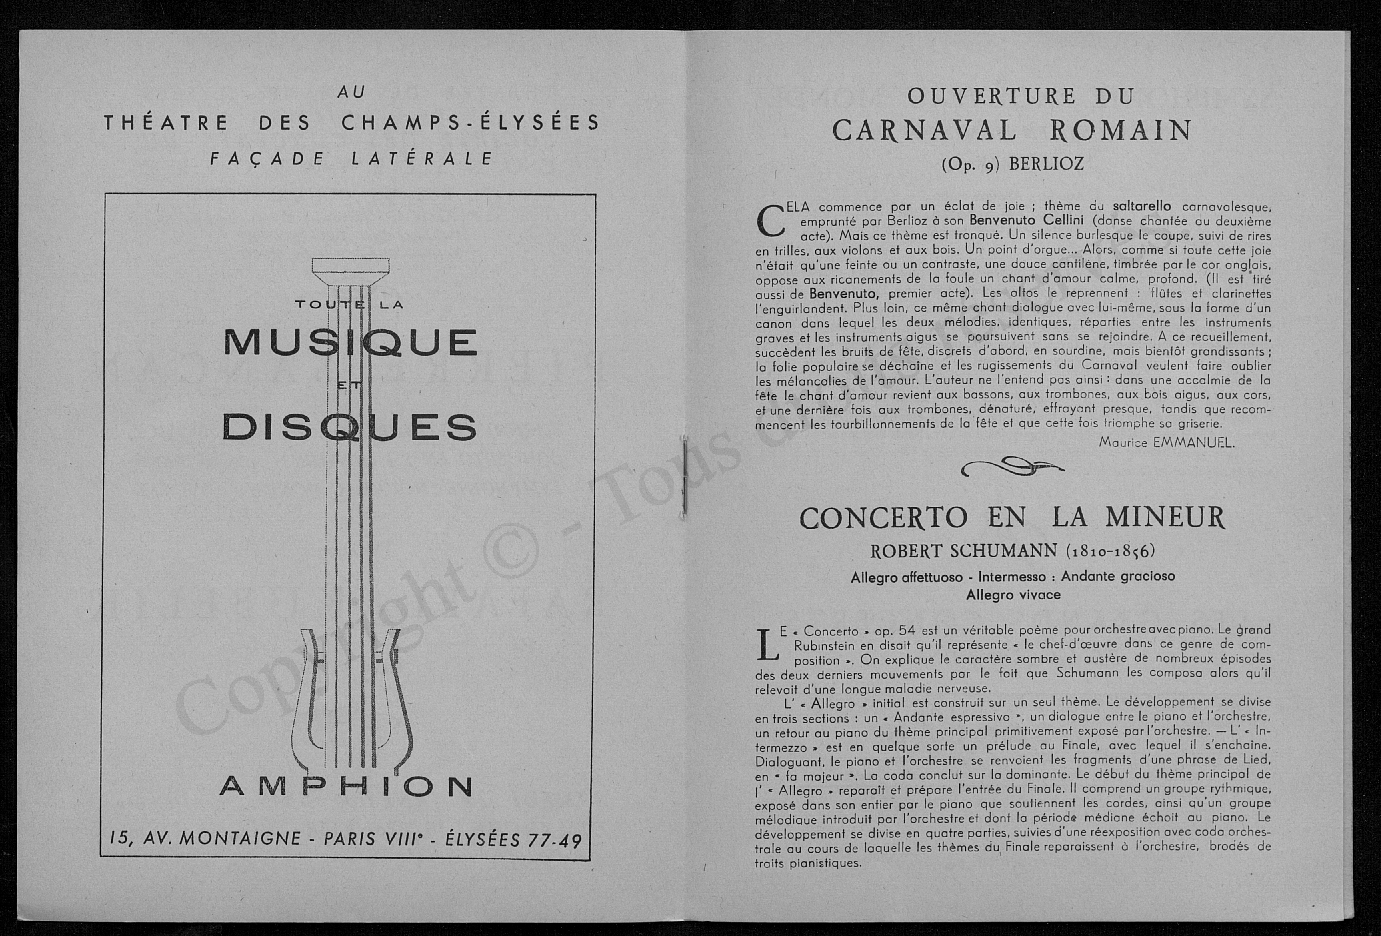 AU
THÉATRE DES CHAMPS-ÉLYSÉES
FAÇADE LATÉRALE
TOUTE LA
MUSIQUE
ET
DISQUES
AMPHION
15, AV. MONTAIGNE - PARIS VIIIe - ÉLYSÉES 77-49
OUVERTURE DU
CARNAVAL ROMAIN
(Op. 9) BERLIOZ
CELA commence par un éclat de joie ; thème du saltarello carnavalesque,
emprunté par Berlioz à son Benvenuto Cellini (danse chantée au deuxième
acte). Mais ce thème est tronqué. Un silence burlesque le coupe, suivi de rires
en trilles, aux violons et aux bois. Un point d'orgue... Alors, comme si toute cette joie
n'était qu'une feinte ou un contraste, une douce cantilène, timbrée par le cor anglais,
oppose aux ricanements de la foule un chant d'amour calme, profond. (Il est tiré
aussi de Benvenuto, premier acte). Les altos le reprennent : flûtes et clarinettes
l'enguirlandent. Plus loin, ce même chant dialogue avec lui-même, sous la forme d'un
canon dans lequel les deux mélodies, identiques, réparties entre les instruments
graves et les instruments aigus se poursuivent sans se rejoindre. A ce recueillement,
succèdent les bruits de fête, discrets d'abord, en sourdine, mais bientôt grandissants ;
la folie populaire se déchaîne et les rugissements du Carnaval veulent faire oublier
les mélancolies de l'amour. L'auteur ne l'entend pas ainsi : dans une accalmie de la
fête le chant d'amour revient aux bassons, aux trombones, aux bois aigus, aux cors,
et une dernière fois aux trombones, dénaturé, effrayant presque, tandis que recom-
mencent les tourbillonnements de la fête et que cette fois triomphe sa griserie.
Maurice EMMANUEL.
CONCERTO EN LA MINEUR
ROBERT SCHUMANN (1810-1856)
Allegro affettuoso - Intermesso : Andante gracioso
Allegro vivace
LE « Concerto » op. 54 est un véritable poème pour orchestre avec piano. Le grand
Rubinstein en disait qu'il représente « le chef-d'œuvre dans ce genre de com-
position ». On explique le caractère sombre et austère de nombreux épisodes
des deux derniers mouvements par le fait que Schumann les composa alors qu'il
relevait d'une longue maladie nerveuse.
L' « Allegro » initial est construit sur un seul thème. Le développement se divise
en trois sections : un « Andante espressivo », un dialogue entre le piano et l'orchestre,
un retour au piano du thème principal primitivement exposé par l'orchestre. — L' « In-
termezzo » est en quelque sorte un prélude au Finale, avec lequel il s'enchaîne.
Dialoguant, le piano et l'orchestre se renvoient les fragments d'une phrase de Lied,
en « fa majeur ». La coda conclut sur la dominante. Le début du thème principal de
l' « Allegro » reparaît et prépare l'entrée du Finale. Il comprend un groupe rythmique,
exposé dans son entier par le piano que soutiennent les cordes, ainsi qu'un groupe
mélodique introduit par l'orchestre et dont la période médiane échoit au piano. Le
développement se divise en quatre parties, suivies d'une réexposition avec coda orches-
trale au cours de laquelle les thèmes du Finale reparaissent à l'orchestre, brodés de
traits pianistiques.
Copyright © - Tous